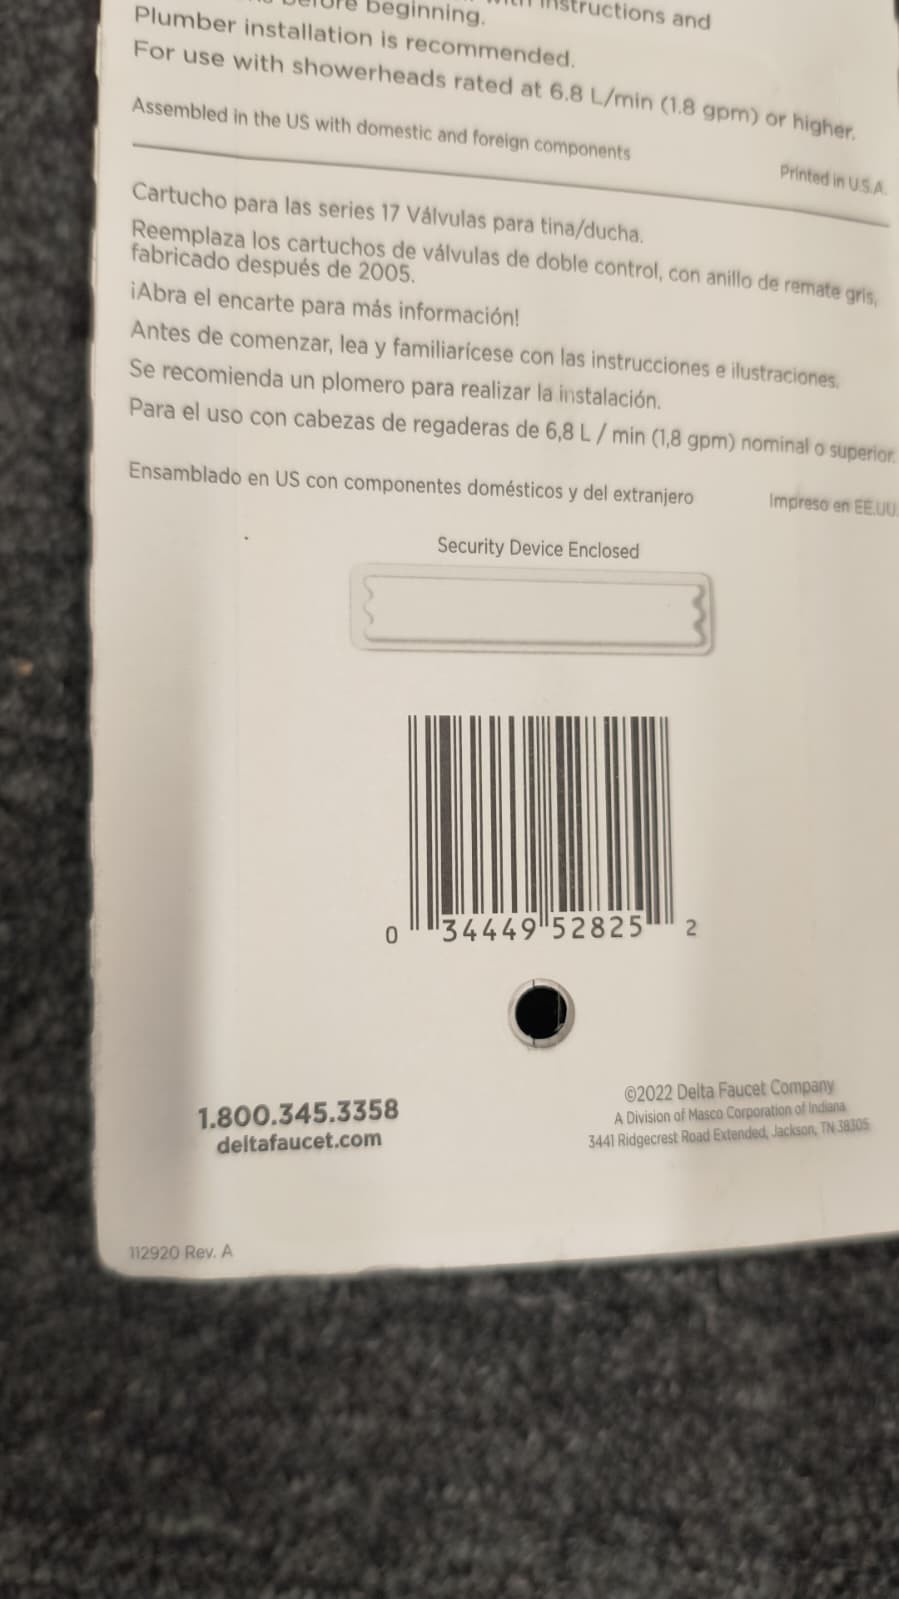 before beginning. with instructions and
Plumber installation is recommended.
For use with showerheads rated at 6.8 L/min (1.8 gpm) or higher.
Assembled in the US with domestic and foreign components
Printed in U.S.A.
Cartucho para las series 17 Válvulas para tina/ducha.
Reemplaza los cartuchos de válvulas de doble control, con anillo de remate gris,
fabricado después de 2005.
¡Abra el encarte para más información!
Antes de comenzar, lea y familiarícese con las instrucciones e ilustraciones.
Se recomienda un plomero para realizar la instalación.
Para el uso con cabezas de regaderas de 6,8 L / min (1,8 gpm) nominal o superior.
Ensamblado en US con componentes domésticos y del extranjero
Impreso en EE.UU.
Security Device Enclosed
0 34449 52825 2
1.800.345.3358
deltafaucet.com
©2022 Delta Faucet Company
A Division of Masco Corporation of Indiana
3441 Ridgecrest Road Extended, Jackson, TN 38305
112920 Rev. A